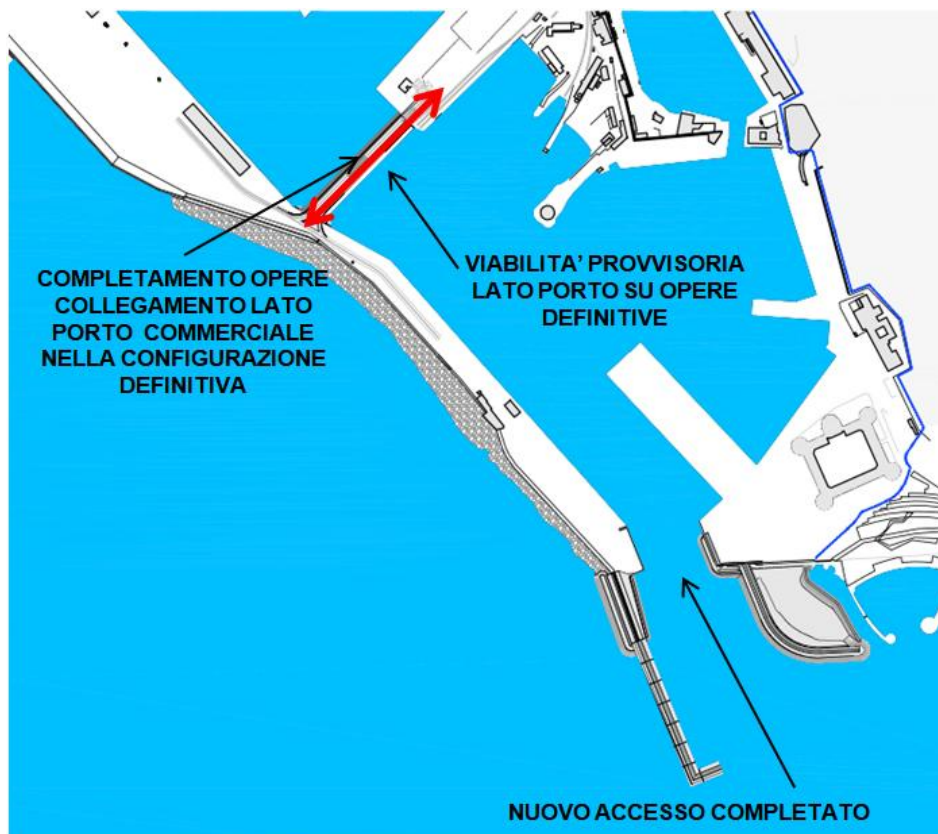 COMPLETAMENTO OPERE
COLLEGAMENTO LATO
PORTO COMMERCIALE
NELLA CONFIGURAZIONE
DEFINITIVA
VIABILITA' PROVVISORIA
LATO PORTO SU OPERE
DEFINITIVE
NUOVO ACCESSO COMPLETATO